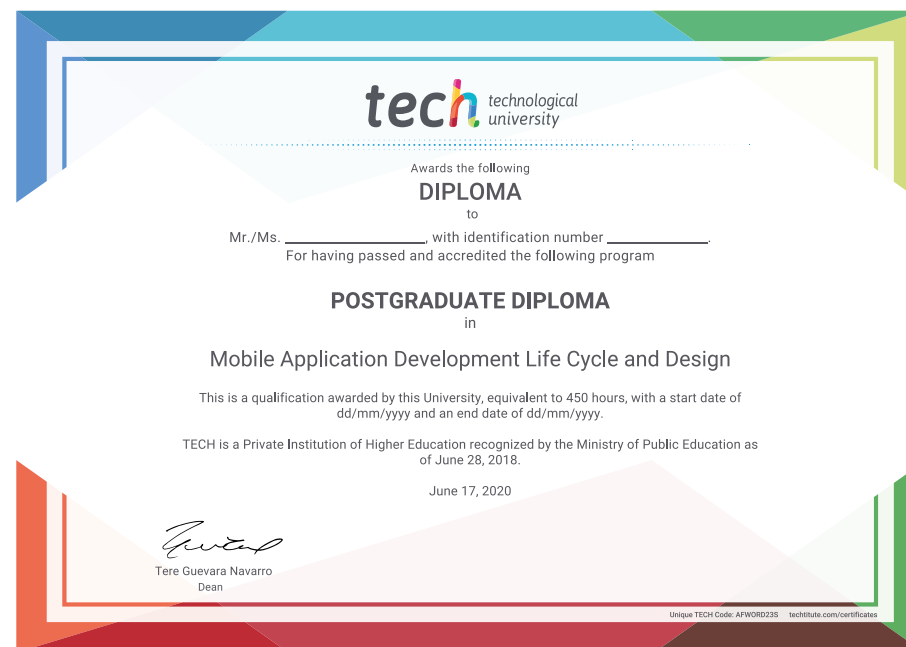 tech technological
university
Awards the following
DIPLOMA
to
Mr./Ms. ____________________, with identification number ______________.
For having passed and accredited the following program
POSTGRADUATE DIPLOMA
in
Mobile Application Development Life Cycle and Design
This is a qualification awarded by this University, equivalent to 450 hours, with a start date of
dd/mm/yyyy and an end date of dd/mm/yyyy.
TECH is a Private Institution of Higher Education recognized by the Ministry of Public Education as
of June 28, 2018.
June 17, 2020
Tere Guevara Navarro
Dean
Unique TECH Code: AFWORD23S techtitute.com/certificates